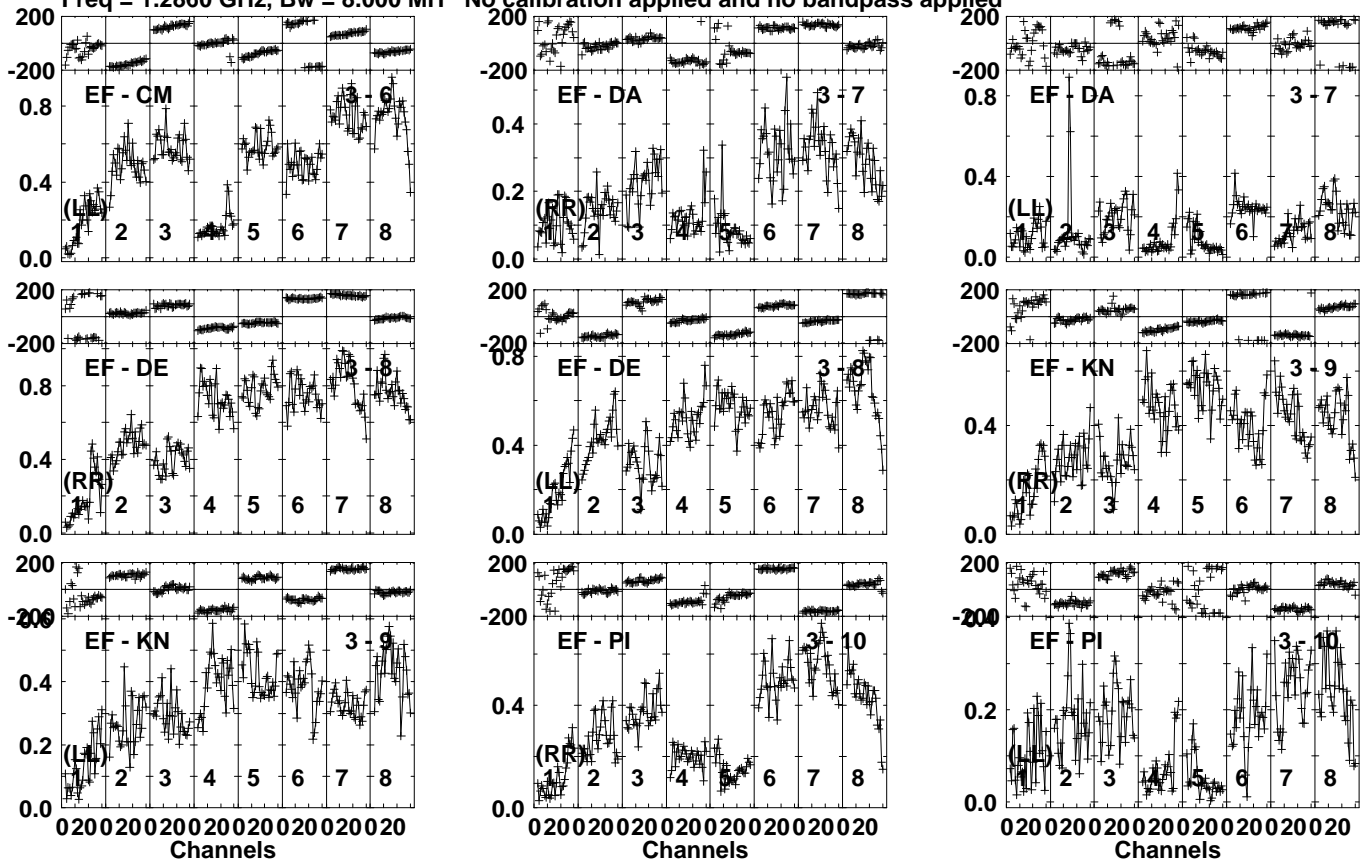 Freq = 1.2860 GHz, Bw = 8.000 MH No calibration applied and no bandpass applied
200 200 200
-200 -200 -200
EF - CM 3 - 6 EF - DA 3 - 7 EF - DA 3 - 7
0.8 0.4 0.8
0.4 0.2 0.4
(LL) (RR) (LL)
1 2 3 4 5 6 7 8 1 2 3 4 5 6 7 8 1 2 3 4 5 6 7 8
0.0 0.0 0.0
200 200 200
-200 -200 -200
EF - DE 3 - 8 EF - DE 3 - 8 EF - KN 3 - 9
0.8 0.8
0.4 0.4 0.4
(RR) (LL) (RR)
1 2 3 4 5 6 7 8 1 2 3 4 5 6 7 8 1 2 3 4 5 6 7 8
0.0 0.0 0.0
200 200 200
-200 -200 -200
0.6 0.4
EF - KN 3 - 9 EF - PI 3 - 10 EF - PI 3 - 10
0.4 0.4
0.2 0.2
(LL) (RR) (LL)
1 2 3 4 5 6 7 8 1 2 3 4 5 6 7 8 1 2 3 4 5 6 7 8
0.0 0.0 0.0
0 20 0 20 0 20 0 20 0 20 0 20 0 20 0 20 0 20 0 20 0 20 0 20 0 20 0 20 0 20 0 20 0 20 0 20 0 20 0 20 0 20 0 20 0 20 0 20
Channels Channels